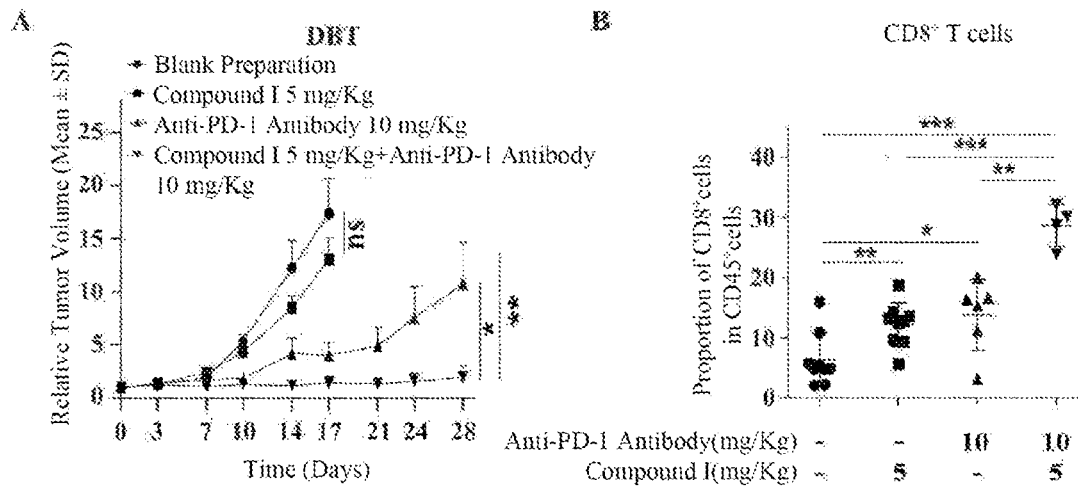 A
DBT
Blank Preparation
Compound I 5 mg/Kg
Anti-PD-1 Antibody 10 mg/Kg
Compound I 5 mg/Kg+Anti-PD-1 Antibody
10 mg/Kg
Relative Tumor Volume (Mean ± SD)
25
20
15
10
5
0
ns
*
**
0 3 7 10 14 17 21 24 28
Time (Days)
B
CD8+ T cells
***
***
**
*
**
Proportion of CD8+cells
in CD45+cells
40
30
20
10
0
Anti-PD-1 Antibody(mg/Kg) - - 10 10
Compound I(mg/Kg) - 5 - 5